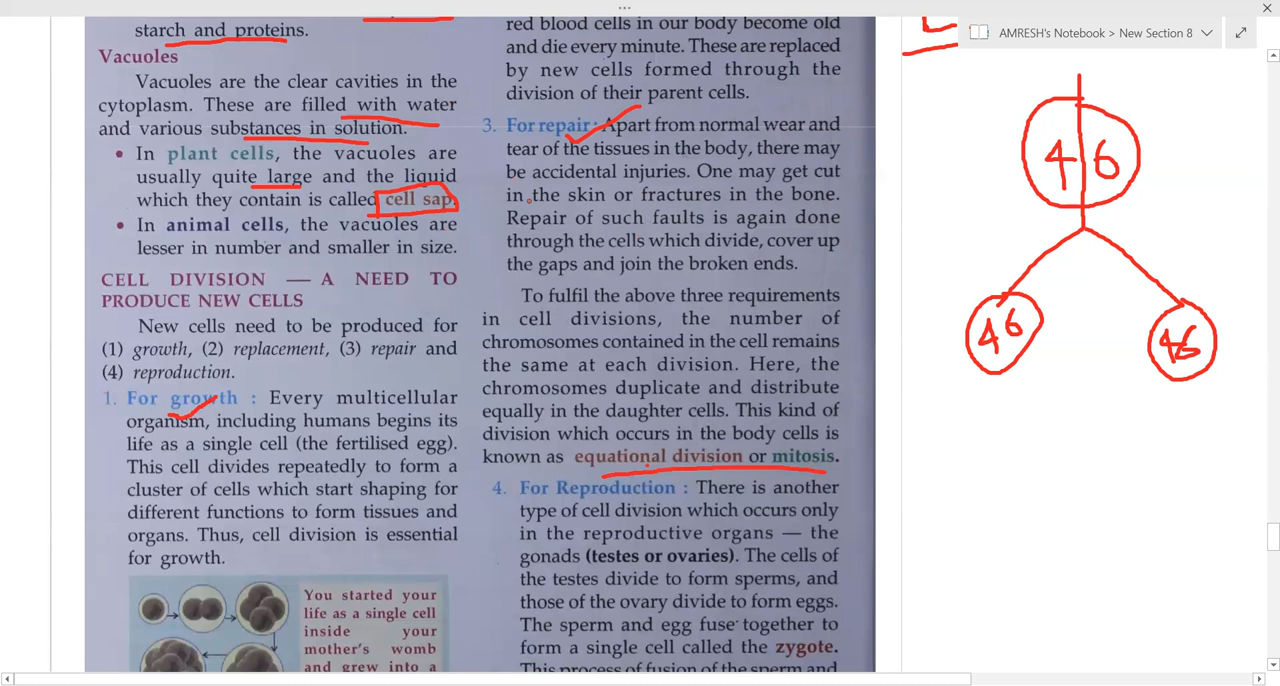 starch and proteins.
Vacuoles
Vacuoles are the clear cavities in the
cytoplasm. These are filled with water
and various substances in solution.
• In plant cells, the vacuoles are
usually quite large and the liquid
which they contain is called cell sap.
• In animal cells, the vacuoles are
lesser in number and smaller in size.
CELL DIVISION — A NEED TO
PRODUCE NEW CELLS
New cells need to be produced for
(1) growth, (2) replacement, (3) repair and
(4) reproduction.
1. For growth : Every multicellular
organism, including humans begins its
life as a single cell (the fertilised egg).
This cell divides repeatedly to form a
cluster of cells which start shaping for
different functions to form tissues and
organs. Thus, cell division is essential
for growth.
You started your
life as a single cell
inside your
mother's womb
and grew into a
red blood cells in our body become old
and die every minute. These are replaced
by new cells formed through the
division of their parent cells.
3. For repair : Apart from normal wear and
tear of the tissues in the body, there may
be accidental injuries. One may get cut
in the skin or fractures in the bone.
Repair of such faults is again done
through the cells which divide, cover up
the gaps and join the broken ends.
To fulfil the above three requirements
in cell divisions, the number of
chromosomes contained in the cell remains
the same at each division. Here, the
chromosomes duplicate and distribute
equally in the daughter cells. This kind of
division which occurs in the body cells is
known as equational division or mitosis.
4. For Reproduction : There is another
type of cell division which occurs only
in the reproductive organs — the
gonads (testes or ovaries). The cells of
the testes divide to form sperms, and
those of the ovary divide to form eggs.
The sperm and egg fuse together to
form a single cell called the zygote.
This process of fusion of the sperm and
AMRESH's Notebook > New Section 8
46
46
46